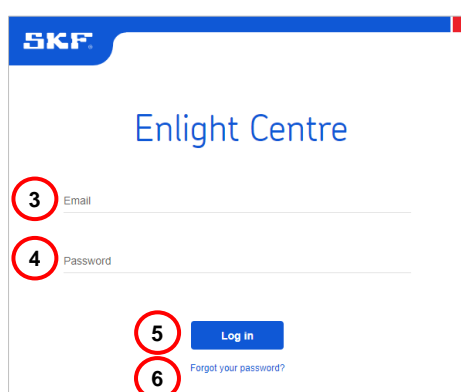 SKF®
Enlight Centre
3 Email
4 Password
5 Log in
6 Forgot your password?